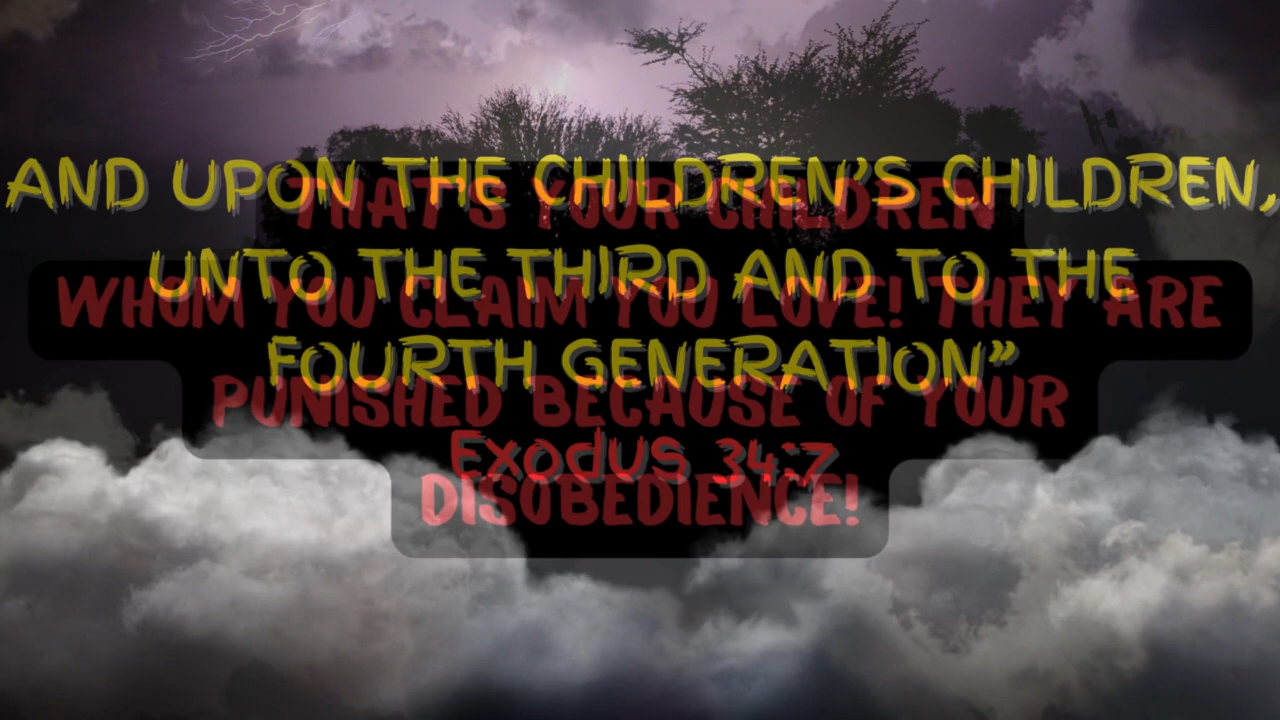 AND UPON THE CHILDREN'S CHILDREN,
UNTO THE THIRD AND TO THE
FOURTH GENERATION”
Exodus 34:7
THAT'S YOUR CHILDREN
WHOM YOU CLAIM YOU LOVE! THEY ARE
PUNISHED BECAUSE OF YOUR
DISOBEDIENCE!